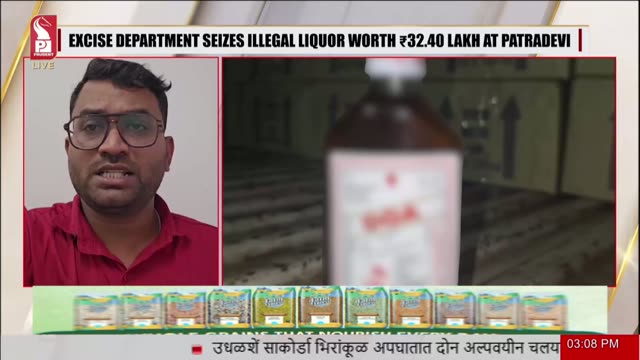 EXCISE DEPARTMENT SEIZES ILLEGAL LIQUOR WORTH ₹32.40 LAKH AT PATRADEVI
PRUDENT
LIVE
उधळशें साकोर्डा भिरांकूळ अपघातात दोन अल्पवयीन चलय
03:08 PM